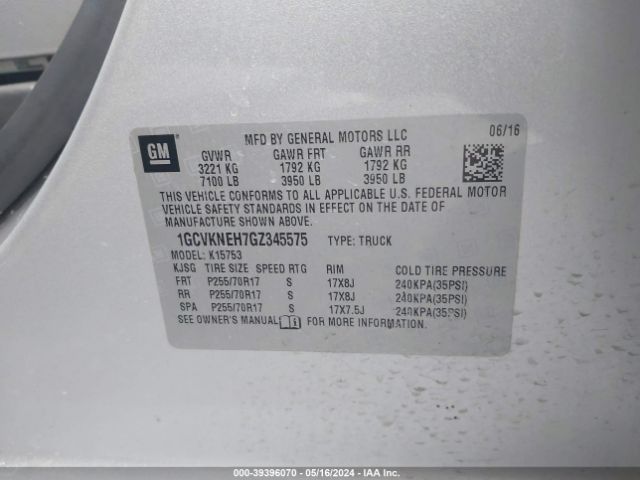 MFD BY GENERAL MOTORS LLC 06/16
GM
GVWR GAWR FRT GAWR RR
3221 KG 1792 KG 1792 KG
7100 LB 3950 LB 3950 LB
THIS VEHICLE CONFORMS TO ALL APPLICABLE U.S. FEDERAL MOTOR
VEHICLE SAFETY STANDARDS IN EFFECT ON THE DATE OF
MANUFACTURE SHOWN ABOVE.
1GCVKNEH7GZ345575 TYPE: TRUCK
MODEL: K15753
KJSG TIRE SIZE SPEED RTG RIM COLD TIRE PRESSURE
FRT P255/70R17 S 17X8J 240KPA(35PSI)
RR P255/70R17 S 17X8J 240KPA(35PSI)
SPA P255/70R17 S 17X7.5J 240KPA(35PSI)
SEE OWNER'S MANUAL FOR MORE INFORMATION.
000-39396070 - 05/16/2024 - IAA Inc.